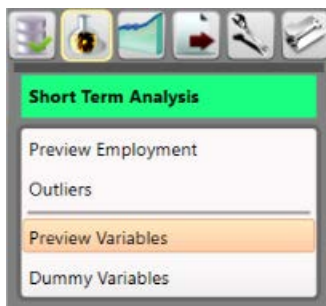 Short Term Analysis
Preview Employment
Outliers
Preview Variables
Dummy Variables